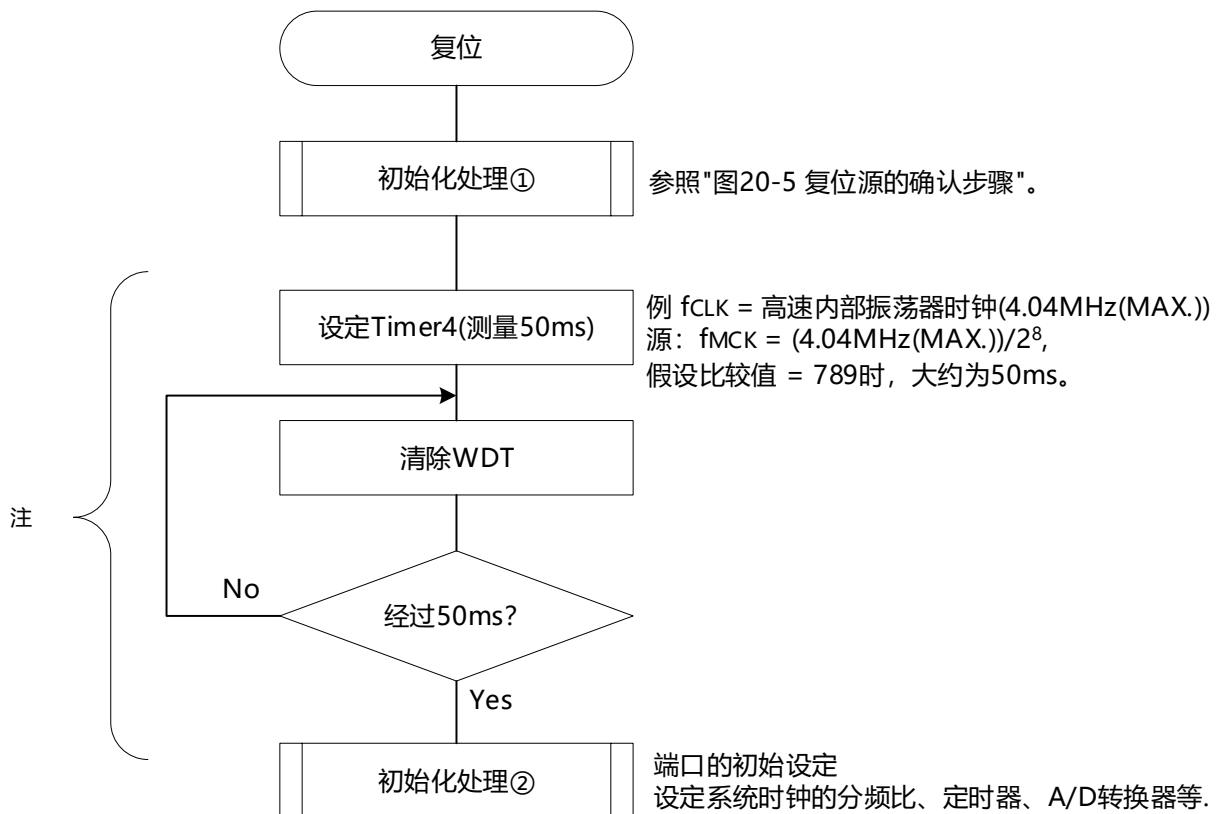 复位
初始化处理①
参照"图20-5 复位源的确认步骤"。
设定Timer4(测量50ms)
例 fCLK = 高速内部振荡器时钟(4.04MHz(MAX.))
源：fMCK = (4.04MHz(MAX.))/2⁸,
假设比较值 = 789时，大约为50ms。
清除WDT
注
No
经过50ms?
Yes
初始化处理②
端口的初始设定
设定系统时钟的分频比、定时器、A/D转换器等.